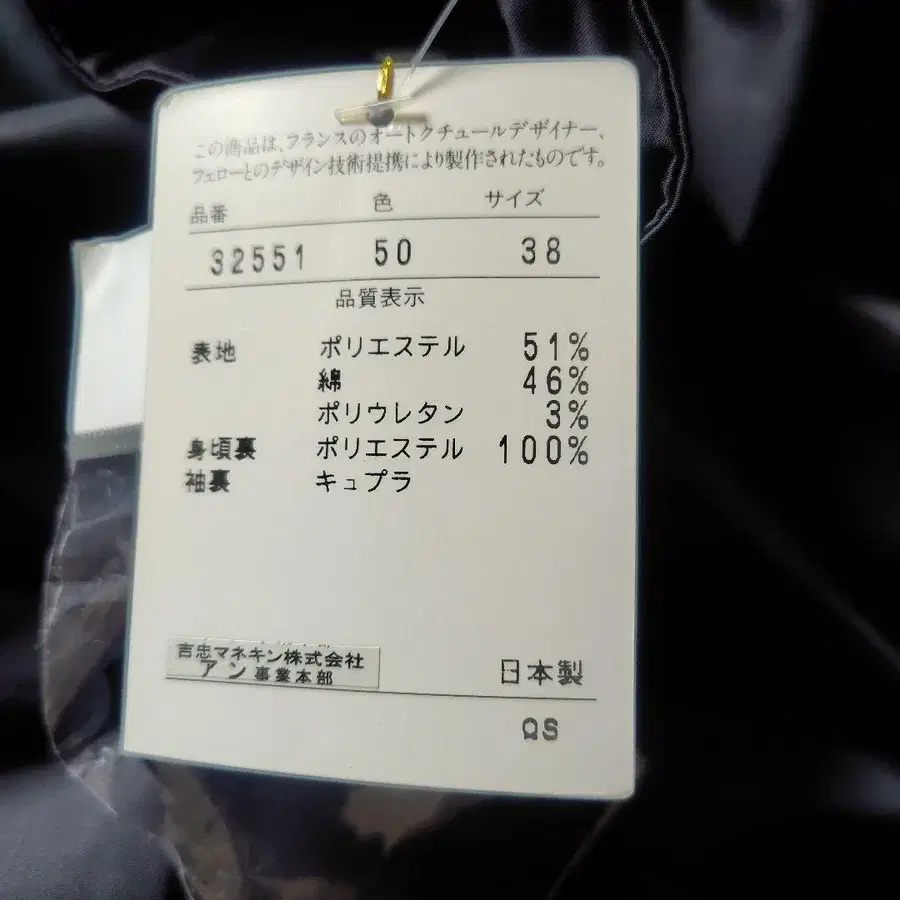 この商品は、フランスのオートクチュールデザイナー、
フェローとのデザイン技術提携により製作されたものです。
品番 色 サイズ
32551 50 38
品質表示
表地 ポリエステル 51%
綿 46%
ポリウレタン 3%
身頃裏 ポリエステル 100%
袖裏 キュプラ
吉忠マネキン株式会社
アン 事業本部
日本製
QS